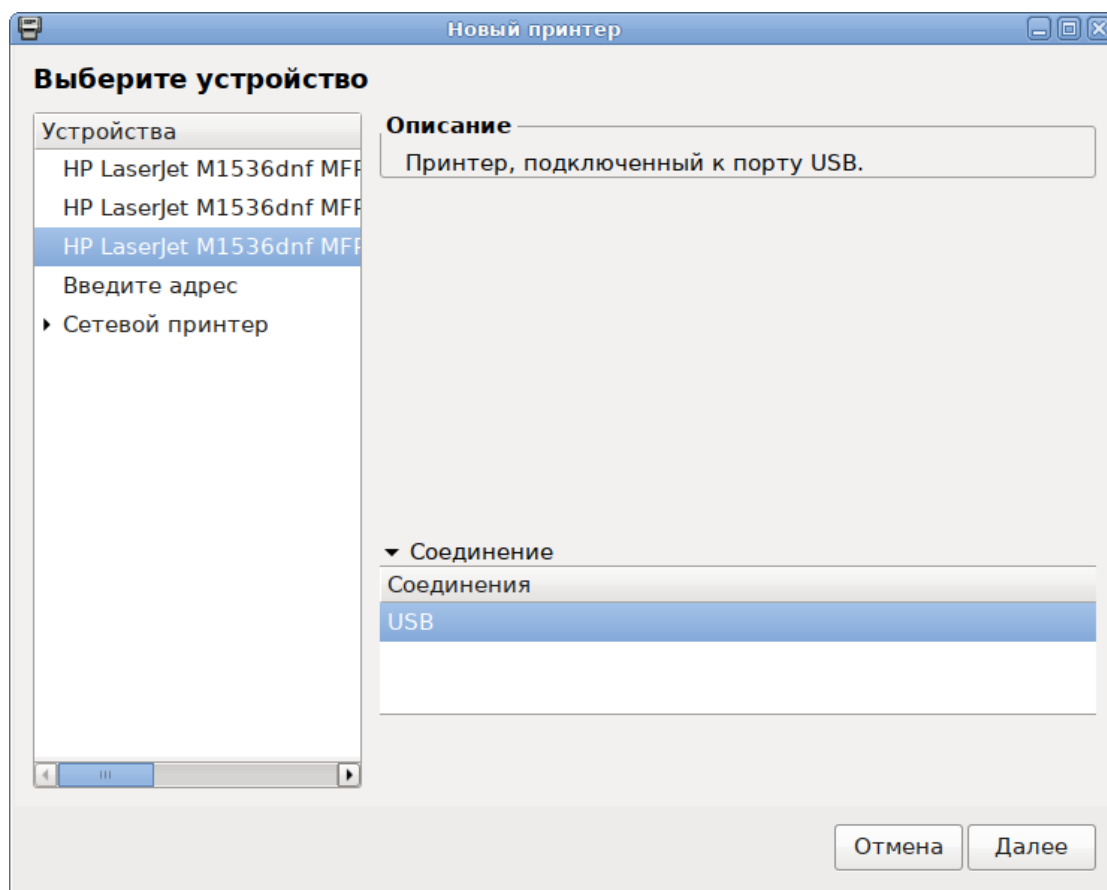 Новый принтер
Выберите устройство
Устройства
HP LaserJet M1536dnf MFP
HP LaserJet M1536dnf MFP
HP LaserJet M1536dnf MFP
Введите адрес
Сетевой принтер
Описание
Принтер, подключенный к порту USB.
Соединение
Соединения
USB
Отмена
Далее